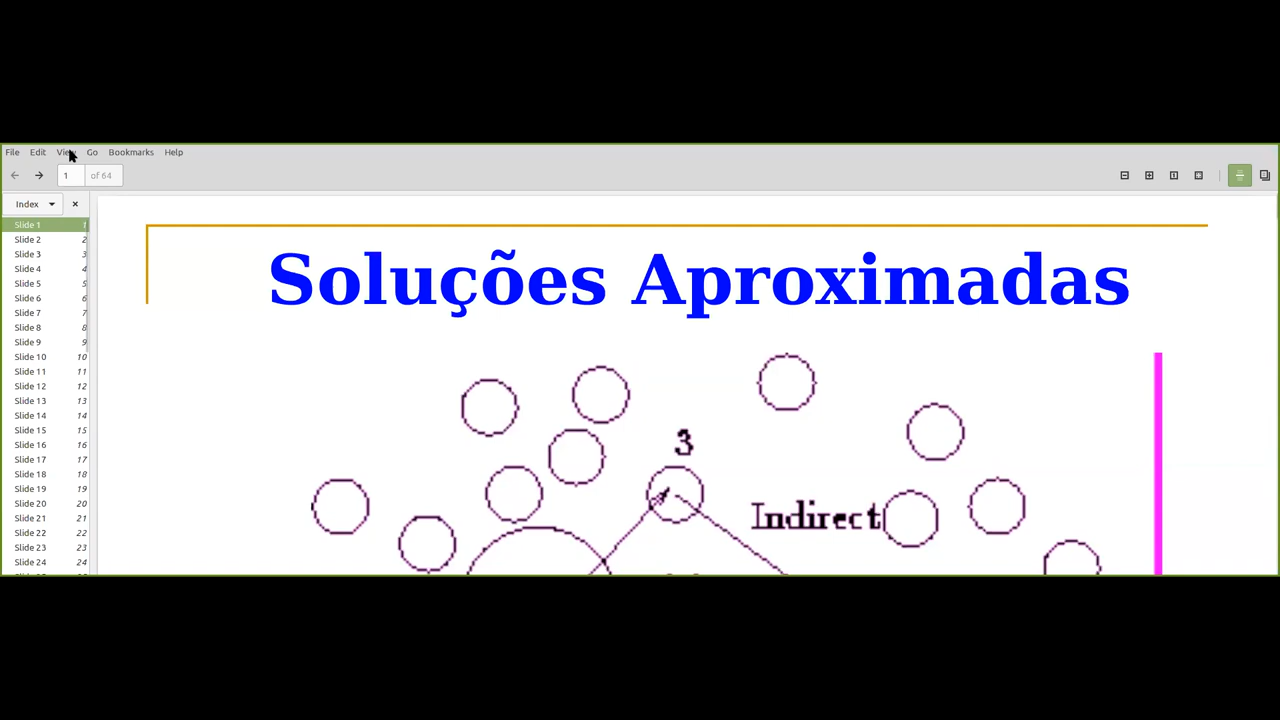 File Edit View Go Bookmarks Help
1 of 64
Index
Slide 1 1
Slide 2 2
Slide 3 3
Slide 4 4
Slide 5 5
Slide 6 6
Slide 7 7
Slide 8 8
Slide 9 9
Slide 10 10
Slide 11 11
Slide 12 12
Slide 13 13
Slide 14 14
Slide 15 15
Slide 16 16
Slide 17 17
Slide 18 18
Slide 19 19
Slide 20 20
Slide 21 21
Slide 22 22
Slide 23 23
Slide 24 24
Soluções Aproximadas
3
Indirect